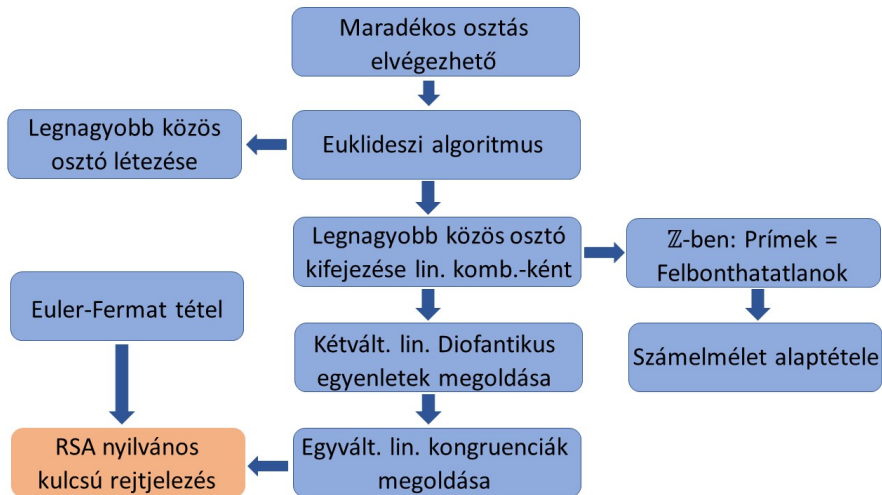 Maradékos osztás
elvégezhető
Legnagyobb közös
osztó létezése
Euklideszi algoritmus
Legnagyobb közös osztó
kifejezése lin. komb.-ként
ℤ-ben: Prímek =
Felbonthatatlanok
Euler-Fermat tétel
Kétvált. lin. Diofantikus
egyenletek megoldása
Számelmélet alaptétele
RSA nyilvános
kulcsú rejtjelezés
Egyvált. lin. kongruenciák
megoldása